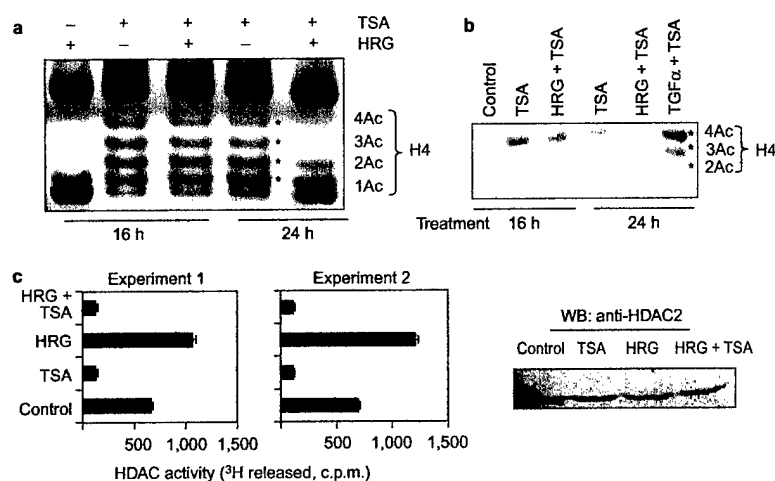 a
– + + + + TSA
+ – + – + HRG
4Ac
3Ac
2Ac
1Ac
H4
*
*
*
*
16 h
24 h
b
Control
TSA
HRG + TSA
TSA
HRG + TSA
TGFα + TSA
4Ac
3Ac
2Ac
H4
*
*
*
Treatment
16 h
24 h
c
Experiment 1
Experiment 2
HRG +
TSA
HRG
TSA
Control
500 1,000 1,500
500 1,000 1,500
HDAC activity (³H released, c.p.m.)
WB: anti-HDAC2
Control TSA HRG HRG + TSA